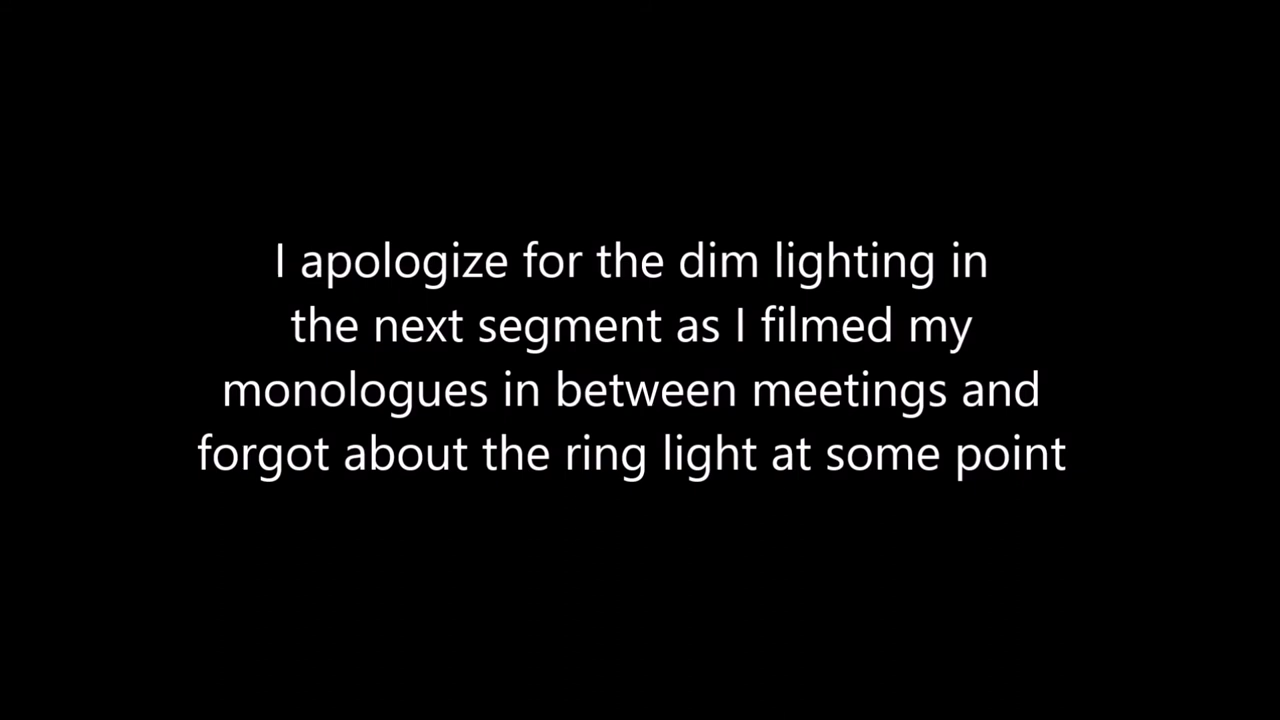 I apologize for the dim lighting in
the next segment as I filmed my
monologues in between meetings and
forgot about the ring light at some point